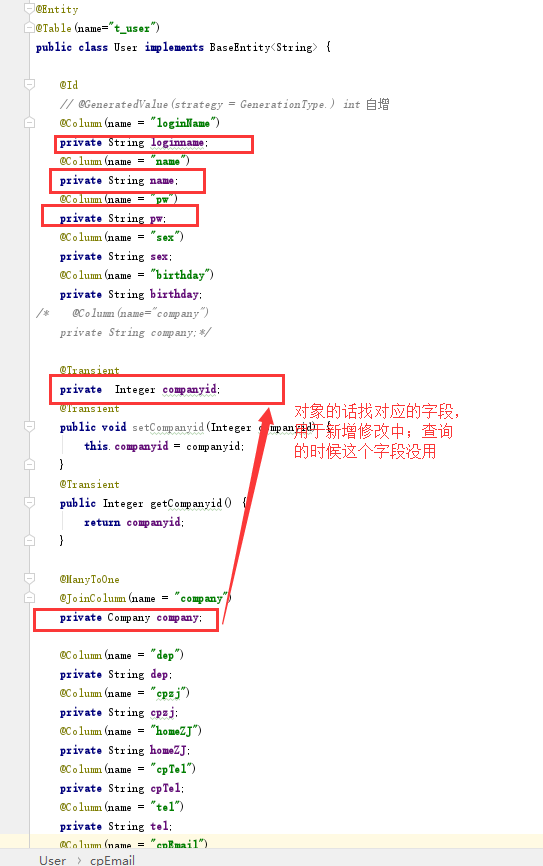 @Entity
@Table(name="t_user")
public class User implements BaseEntity<String> {
@Id
// @GeneratedValue(strategy = GenerationType.) int 自增
@Column(name = "loginName")
private String loginname;
@Column(name = "name")
private String name;
@Column(name = "pw")
private String pw;
@Column(name = "sex")
private String sex;
@Column(name = "birthday")
private String birthday;
/* @Column(name="company")
private String company;*/
@Transient
private Integer companyid;
@Transient
public void setCompanyid(Integer companyid) {
this.companyid = companyid;
}
@Transient
public Integer getCompanyid() {
return companyid;
}
对象的话找对应的字段，
用于新增修改中；查询
的时候这个字段没用
@ManyToOne
@JoinColumn(name = "company")
private Company company;
@Column(name = "dep")
private String dep;
@Column(name = "cpzj")
private String cpzj;
@Column(name = "homeZJ")
private String homeZJ;
@Column(name = "cpTel")
private String cpTel;
@Column(name = "tel")
private String tel;
@Column(name = "cpEmail")
User > cpEmail